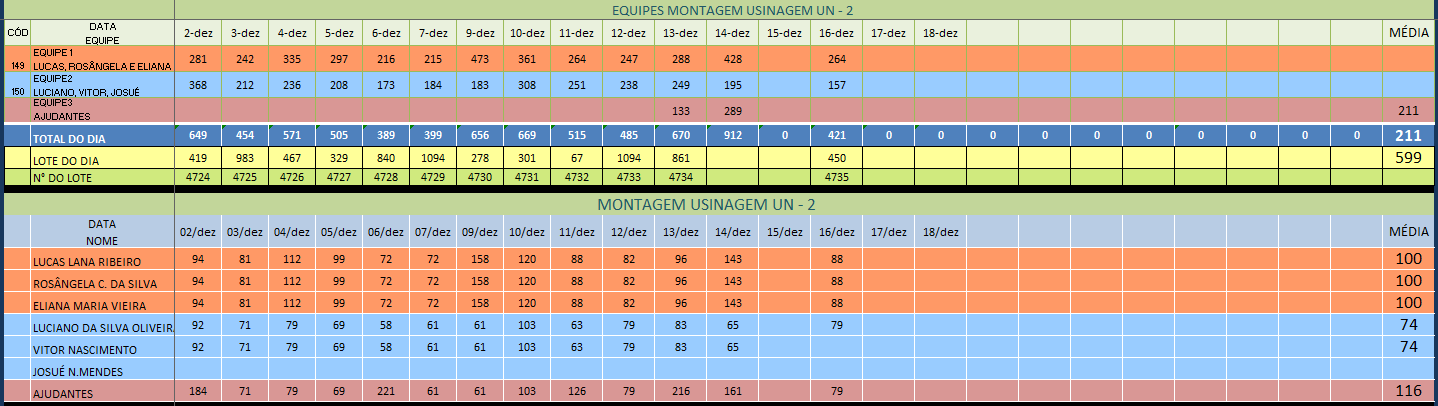 EQUIPES MONTAGEM USINAGEM UN - 2
CÓD DATA EQUIPE 2-dez 3-dez 4-dez 5-dez 6-dez 7-dez 9-dez 10-dez 11-dez 12-dez 13-dez 14-dez 15-dez 16-dez 17-dez 18-dez MÉDIA
EQUIPE 1
149 LUCAS, ROSÂNGELA E ELIANA 281 242 335 297 216 215 473 361 264 247 288 428 264
EQUIPE2
150 LUCIANO, VITOR, JOSUÉ 368 212 236 208 173 184 183 308 251 238 249 195 157
EQUIPE3
AJUDANTES 133 289 211
TOTAL DO DIA 649 454 571 505 389 399 656 669 515 485 670 912 0 421 0 0 0 0 0 0 0 0 0 0 211
LOTE DO DIA 419 983 467 329 840 1094 278 301 67 1094 861 450 599
Nº DO LOTE 4724 4725 4726 4727 4728 4729 4730 4731 4732 4733 4734 4735
MONTAGEM USINAGEM UN - 2
DATA NOME 02/dez 03/dez 04/dez 05/dez 06/dez 07/dez 09/dez 10/dez 11/dez 12/dez 13/dez 14/dez 15/dez 16/dez 17/dez 18/dez MÉDIA
LUCAS LANA RIBEIRO 94 81 112 99 72 72 158 120 88 82 96 143 88 100
ROSÂNGELA C. DA SILVA 94 81 112 99 72 72 158 120 88 82 96 143 88 100
ELIANA MARIA VIEIRA 94 81 112 99 72 72 158 120 88 82 96 143 88 100
LUCIANO DA SILVA OLIVEIRA 92 71 79 69 58 61 61 103 63 79 83 65 79 74
VITOR NASCIMENTO 92 71 79 69 58 61 61 103 63 79 83 65 74
JOSUÉ N.MENDES
AJUDANTES 184 71 79 69 221 61 61 103 126 79 216 161 79 116